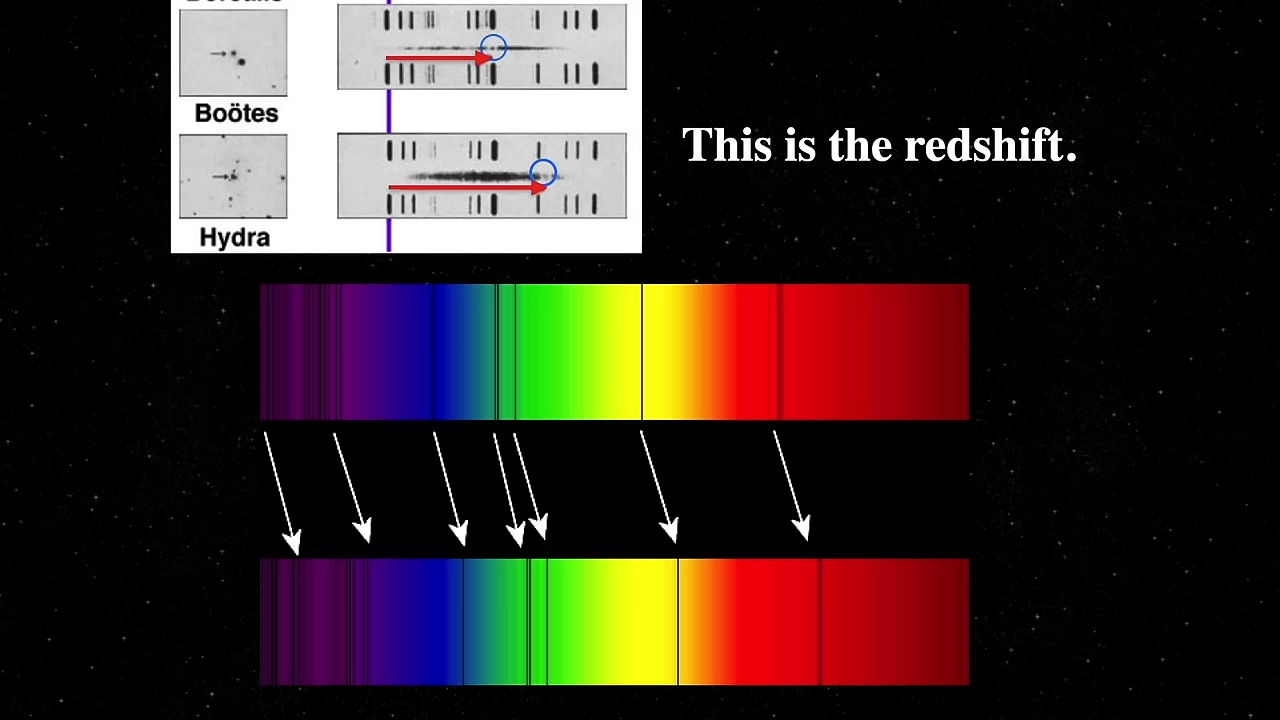 Boötes
This is the redshift.
Hydra